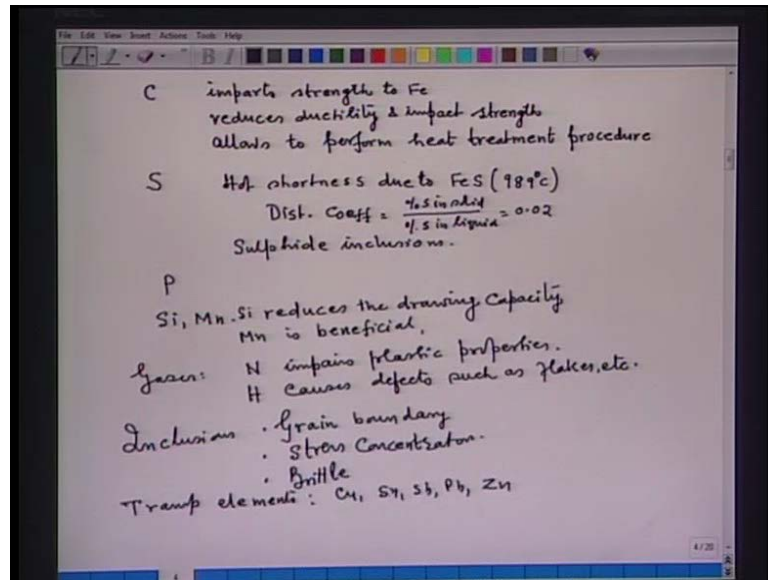 File Edit View Insert Actions Tools Help
C imparts strength to Fe
reduces ductility & impact strength
allows to perform heat treatment procedure
S Hot shortness due to FeS (989°C)
Dist. Coeff = %S in solid / %S in liquid = 0.02
Sulphide inclusions.
P
Si, Mn. Si reduces the drawing Capacity
Mn is beneficial.
Gases: N impairs plastic properties.
H causes defects such as flakes, etc.
Inclusions . Grain boundary
. Stress Concentrator.
. Brittle
Tramp elements : Cu, Sn, Sb, Pb, Zn
4/20